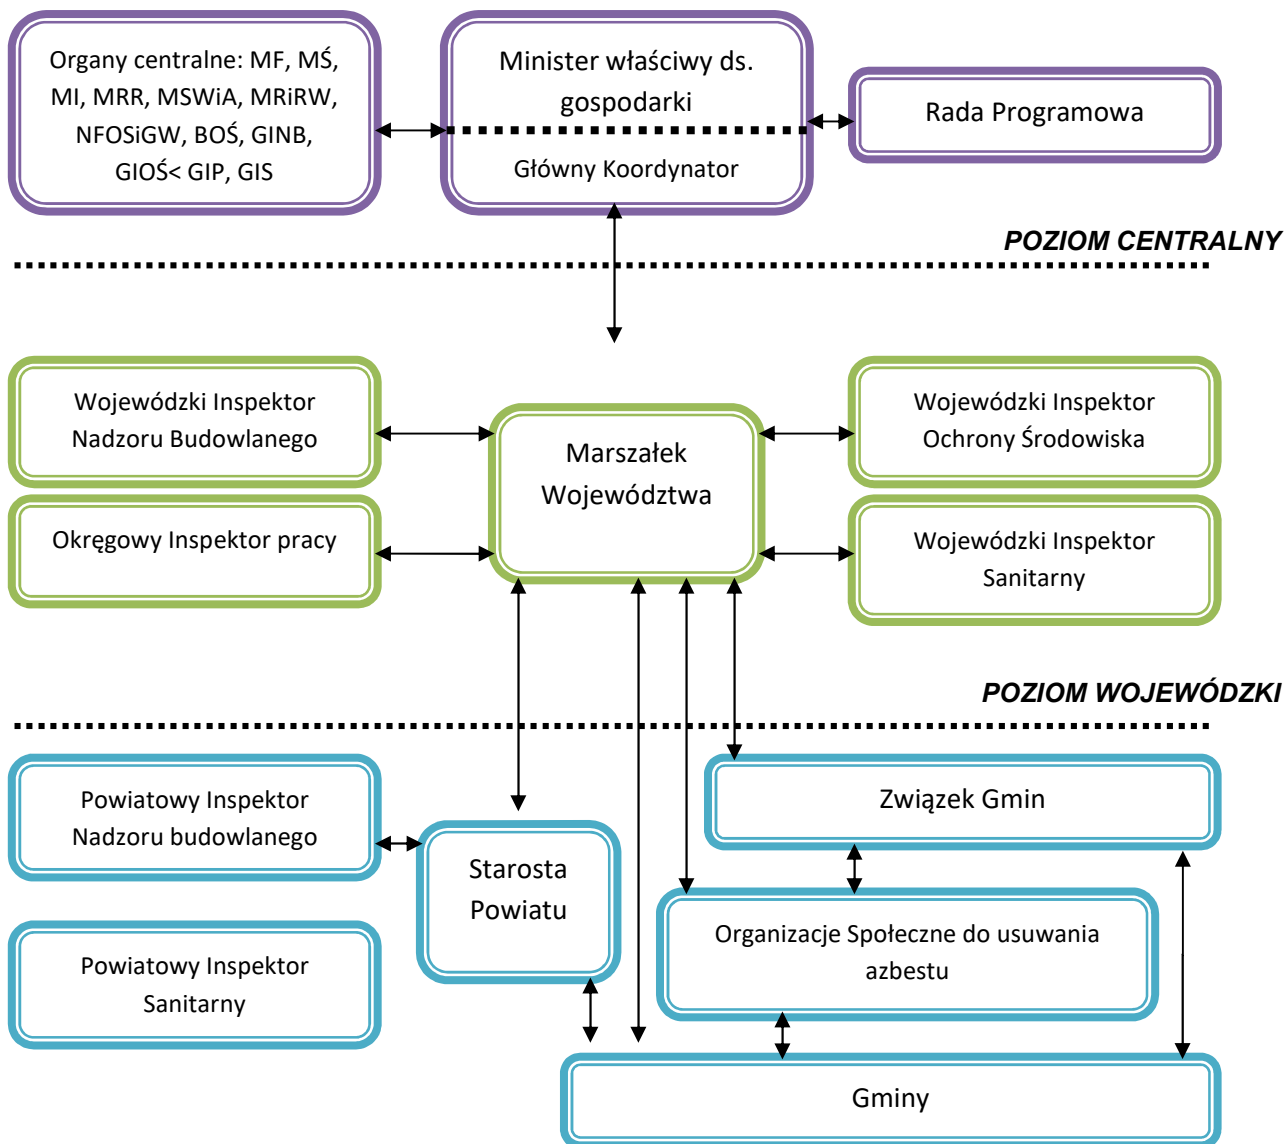 Organy centralne: MF, MŚ,
MI, MRR, MSWiA, MRiRW,
NFOSiGW, BOŚ, GINB,
GIOŚ< GIP, GIS
Minister właściwy ds.
gospodarki
Główny Koordynator
Rada Programowa
POZIOM CENTRALNY
Wojewódzki Inspektor
Nadzoru Budowlanego
Okręgowy Inspektor pracy
Marszałek
Województwa
Wojewódzki Inspektor
Ochrony Środowiska
Wojewódzki Inspektor
Sanitarny
POZIOM WOJEWÓDZKI
Powiatowy Inspektor
Nadzoru budowlanego
Powiatowy Inspektor
Sanitarny
Starosta
Powiatu
Związek Gmin
Organizacje Społeczne do usuwania
azbestu
Gminy